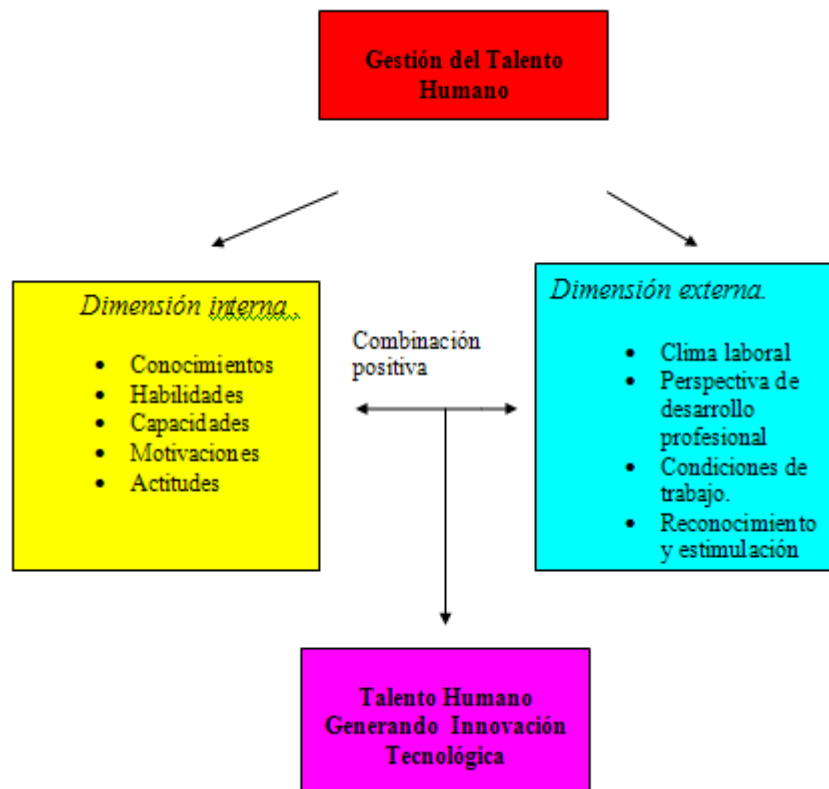 Gestión del Talento
Humano
Dimensión interna .
• Conocimientos
• Habilidades
• Capacidades
• Motivaciones
• Actitudes
Combinación
positiva
Dimensión externa.
• Clima laboral
• Perspectiva de
desarrollo
profesional
• Condiciones de
trabajo.
• Reconocimiento
y estimulación
Talento Humano
Generando Innovación
Tecnológica